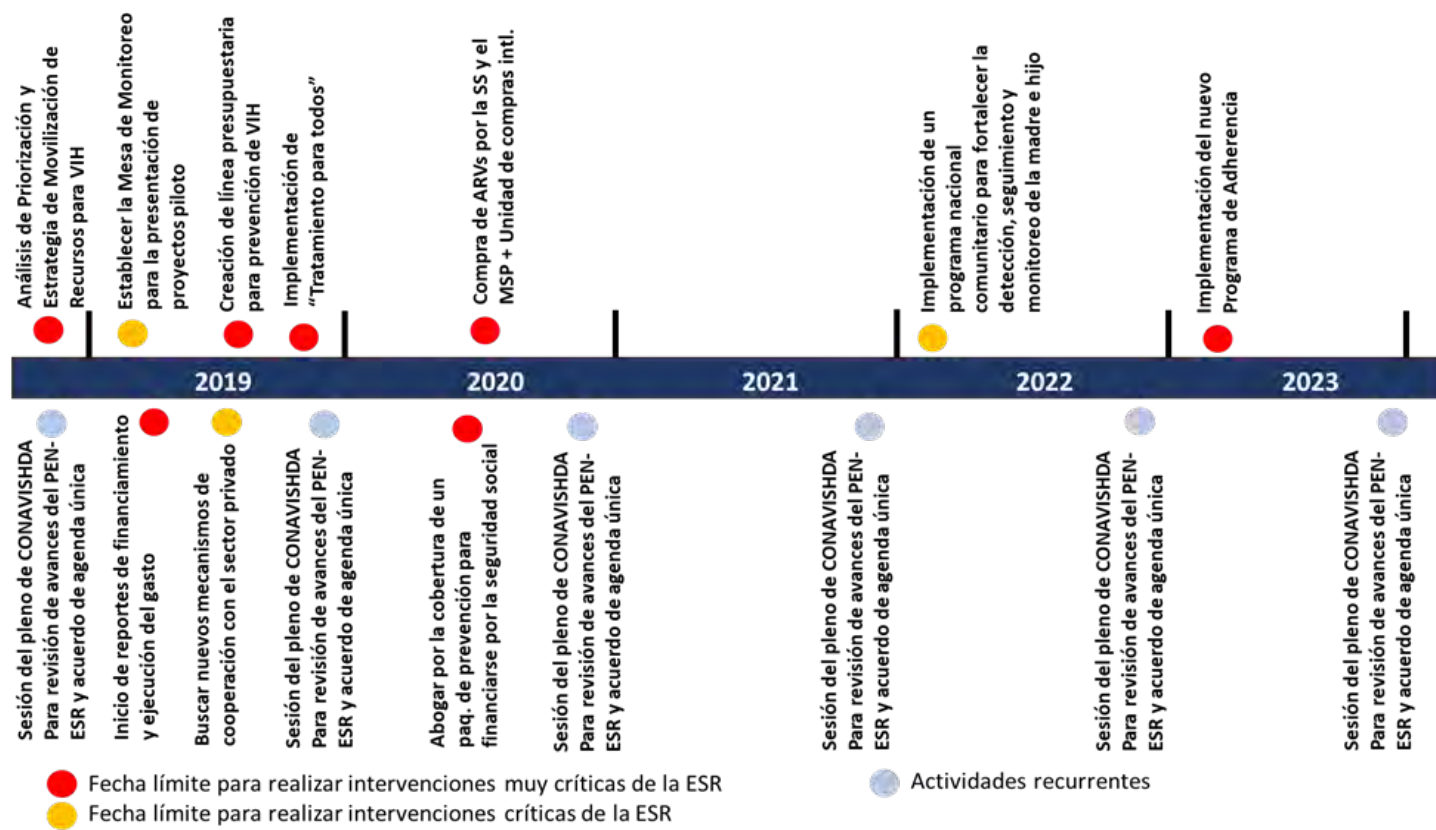 Análisis de Priorización y
Estrategia de Movilización de
Recursos para VIH
Establecer la Mesa de Monitoreo
para la presentación de
proyectos piloto
Creación de línea presupuestaria
para prevención de VIH
Implementación de
“Tratamiento para todos”
Compra de ARVs por la SS y el
MSP + Unidad de compras intl.
Implementación de un
programa nacional
comunitario para fortalecer la
detección, seguimiento y
monitoreo de la madre e hijo
Implementación del nuevo
Programa de Adherencia
2019
2020
2021
2022
2023
Sesión del pleno de CONAVISHDA
Para revisión de avances del PEN-
ESR y acuerdo de agenda única
Inicio de reportes de financiamiento
y ejecución del gasto
Buscar nuevos mecanismos de
cooperación con el sector privado
Sesión del pleno de CONAVISHDA
Para revisión de avances del PEN-
ESR y acuerdo de agenda única
Abogar por la cobertura de un
paq. de prevención para
financiarse por la seguridad social
Sesión del pleno de CONAVISHDA
Para revisión de avances del PEN-
ESR y acuerdo de agenda única
Sesión del pleno de CONAVISHDA
Para revisión de avances del PEN-
ESR y acuerdo de agenda única
Sesión del pleno de CONAVISHDA
Para revisión de avances del PEN-
ESR y acuerdo de agenda única
Sesión del pleno de CONAVISHDA
Para revisión de avances del PEN-
ESR y acuerdo de agenda única
Fecha límite para realizar intervenciones muy críticas de la ESR
Actividades recurrentes
Fecha límite para realizar intervenciones críticas de la ESR